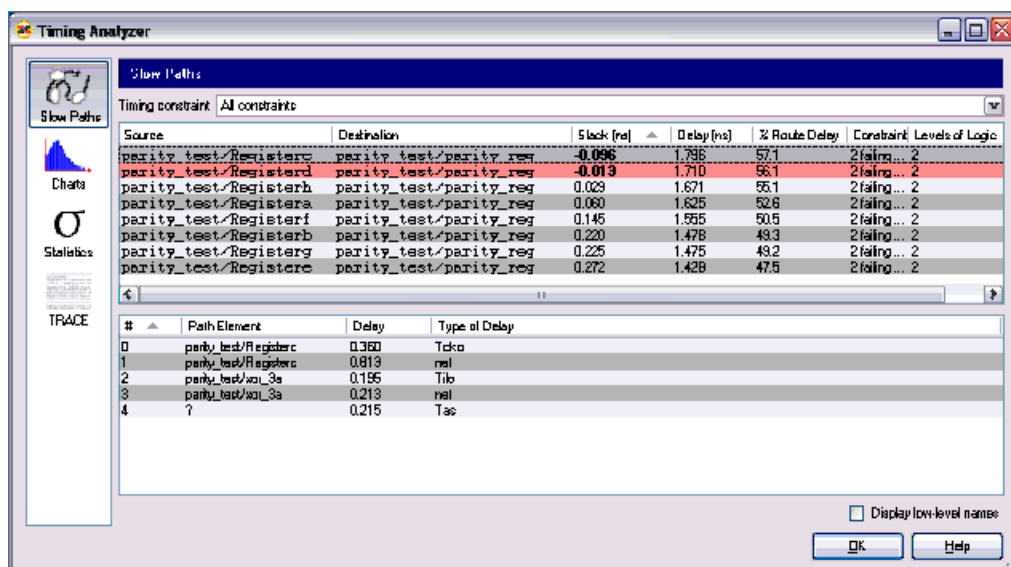 Timing Analyzer
Slow Paths
Slow Paths
Timing constraint All constraints
Source Destination Slack (ns) Delay (ns) % Route Delay Constraint Levels of Logic
parity_test/Registerc parity_test/parity_reg -0.096 1.796 57.1 2 failing... 2
parity_test/Registerd parity_test/parity_reg -0.013 1.710 56.1 2 failing... 2
parity_test/Registerh parity_test/parity_reg 0.029 1.671 55.1 2 failing... 2
parity_test/Registera parity_test/parity_reg 0.060 1.625 52.6 2 failing... 2
parity_test/Registerf parity_test/parity_reg 0.145 1.555 50.5 2 failing... 2
parity_test/Registerb parity_test/parity_reg 0.220 1.478 49.3 2 failing... 2
parity_test/Registerg parity_test/parity_reg 0.225 1.475 49.2 2 failing... 2
parity_test/Registere parity_test/parity_reg 0.272 1.428 47.5 2 failing... 2
Charts
σ
Statistics
TRACE
# Path Element Delay Type of Delay
0 parity_test/Registerc 0.360 Tcko
1 parity_test/Registerc 0.813 net
2 parity_test/xor_3a 0.195 Tilo
3 parity_test/xor_3a 0.213 net
4 ? 0.215 Tas
Display low-level names
OK Help